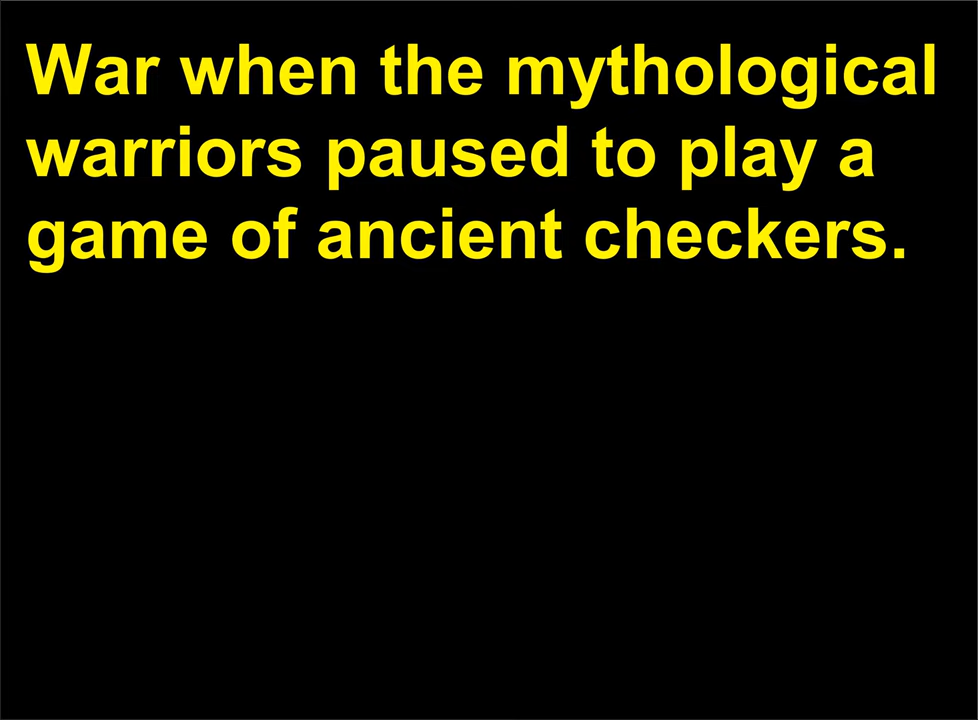 War when the mythological
warriors paused to play a
game of ancient checkers.